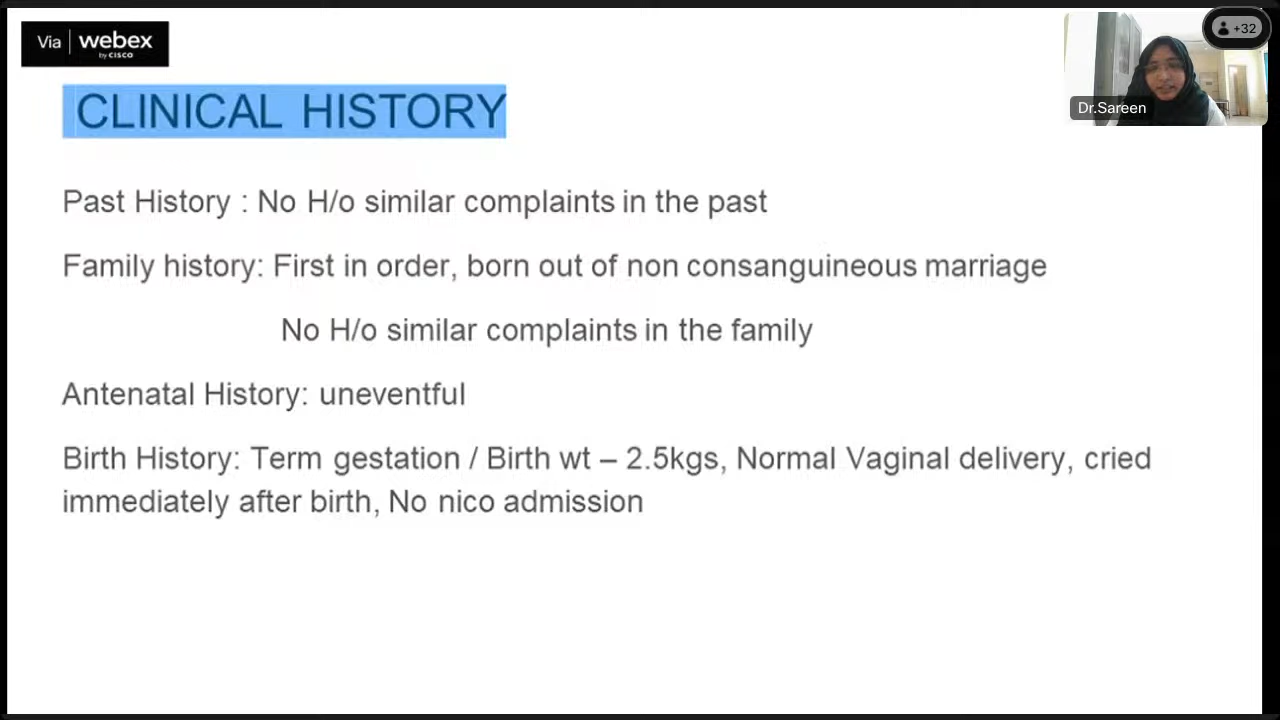 Via webex
by CISCO
+32
Dr.Sareen
CLINICAL HISTORY
Past History : No H/o similar complaints in the past
Family history: First in order, born out of non consanguineous marriage
No H/o similar complaints in the family
Antenatal History: uneventful
Birth History: Term gestation / Birth wt – 2.5kgs, Normal Vaginal delivery, cried
immediately after birth, No nico admission